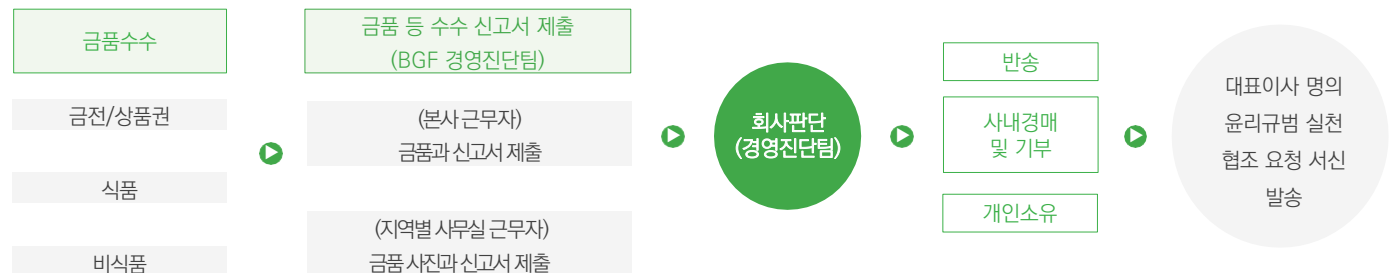 금품수수
금전/상품권
식품
비식품
금품 등 수수 신고서 제출
(BGF 경영진단팀)
(본사 근무자)
금품과 신고서 제출
(지역별 사무실 근무자)
금품 사진과 신고서 제출
회사판단
(경영진단팀)
반송
사내경매
및 기부
개인소유
대표이사 명의
윤리규범 실천
협조 요청 서신
발송